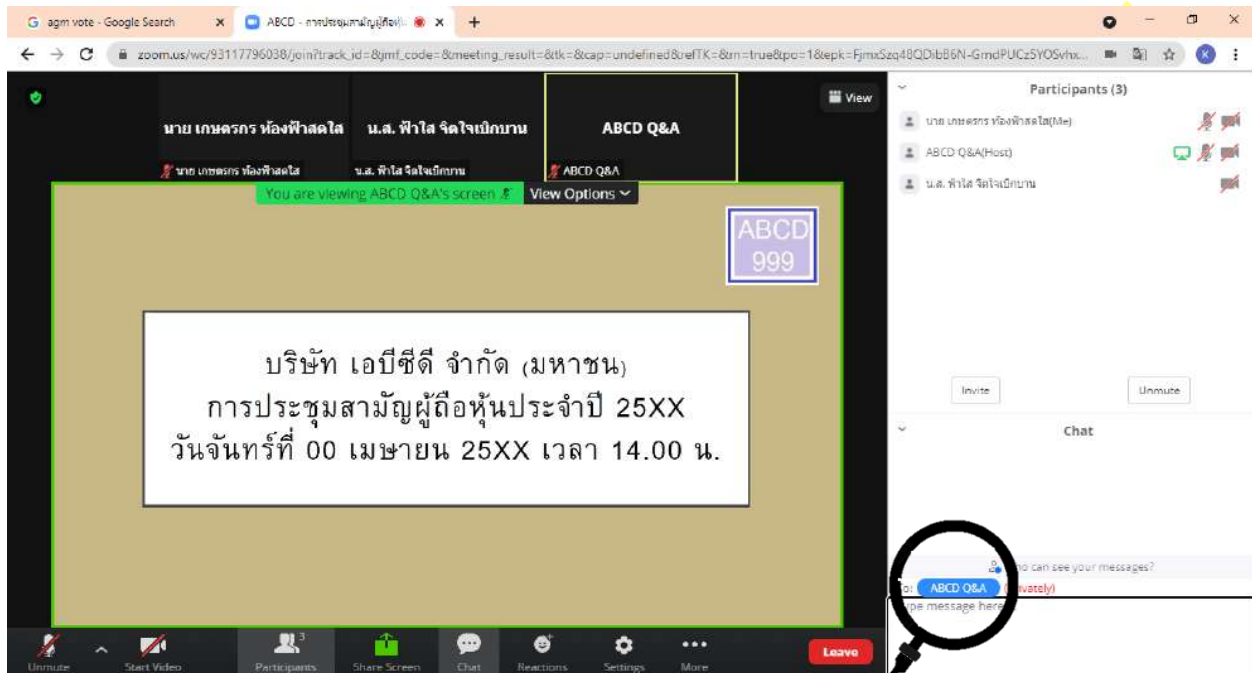 agm vote - Google Search
ABCD - การประชุมสามัญผู้ถือหุ้
zoom.us/wc/93117796038/join?track_id=&jmf_code=&meeting_result=&tk=&cap=undefined&refTK=&rn=true&po=1&epk=
K
View
นาย เกษตรกร ท้องฟ้าสดใส
น.ส. ฟ้าใส จิตใจเบิกบาน
ABCD Q&A
นาย เกษตรกร ท้องฟ้าสดใส
น.ส. ฟ้าใส จิตใจเบิกบาน
ABCD Q&A
You are viewing ABCD Q&A's screen
View Options
ABCD
999
บริษัท เอบีซีดี จำกัด (มหาชน)
การประชุมสามัญผู้ถือหุ้นประจำปี 25XX
วันจันทร์ที่ 00 เมษายน 25XX เวลา 14.00 น.
Unmute
Start Video
3
Participants
Share Screen
Chat
Reactions
Settings
More
Leave
Participants (3)
นาย เกษตรกร ท้องฟ้าสดใส(Me)
ABCD Q&A(Host)
น.ส. ฟ้าใส จิตใจเบิกบาน
Invite
Unmute
Chat
can see your messages?
ABCD Q&A
message here